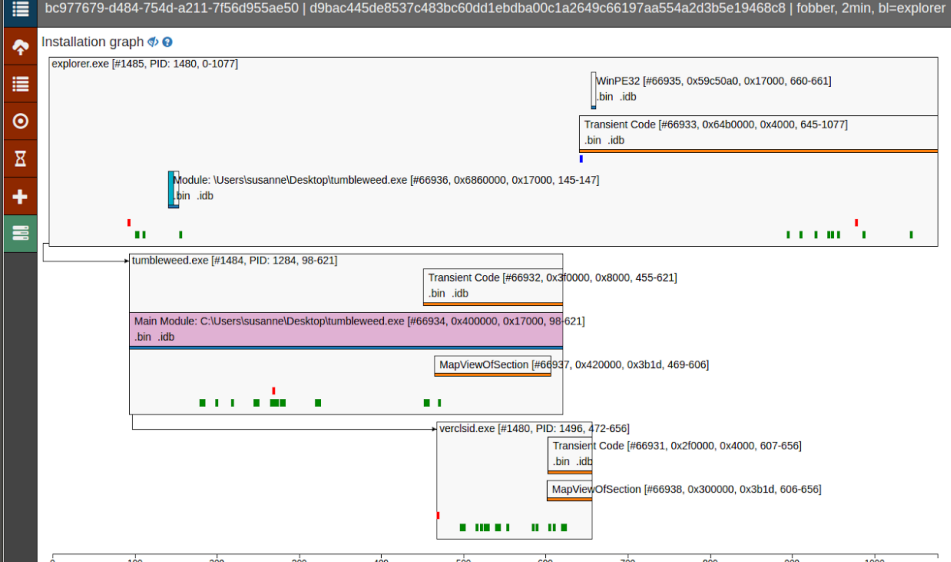 bc977679-d484-754d-a211-7f56d955ae50 | d9bac445de8537c483bc60dd1ebdba00c1a2649c66197aa554a2d3b5e19468c8 | fobber, 2min, bl=explorer
Installation graph
explorer.exe [#1485, PID: 1480, 0-1077]
WinPE32 [#66935, 0x59c50a0, 0x17000, 660-661]
.bin .idb
Transient Code [#66933, 0x64b0000, 0x4000, 645-1077]
.bin .idb
Module: \Users\susanne\Desktop\tumbleweed.exe [#66936, 0x6860000, 0x17000, 145-147]
.bin .idb
tumbleweed.exe [#1484, PID: 1284, 98-621]
Transient Code [#66932, 0x3f0000, 0x8000, 455-621]
.bin .idb
Main Module: C:\Users\susanne\Desktop\tumbleweed.exe [#66934, 0x400000, 0x17000, 98-621]
.bin .idb
MapViewOfSection [#66937, 0x420000, 0x3b1d, 469-606]
verclsid.exe [#1480, PID: 1496, 472-656]
Transient Code [#66931, 0x2f0000, 0x4000, 607-656]
.bin .idb
MapViewOfSection [#66938, 0x300000, 0x3b1d, 606-656]